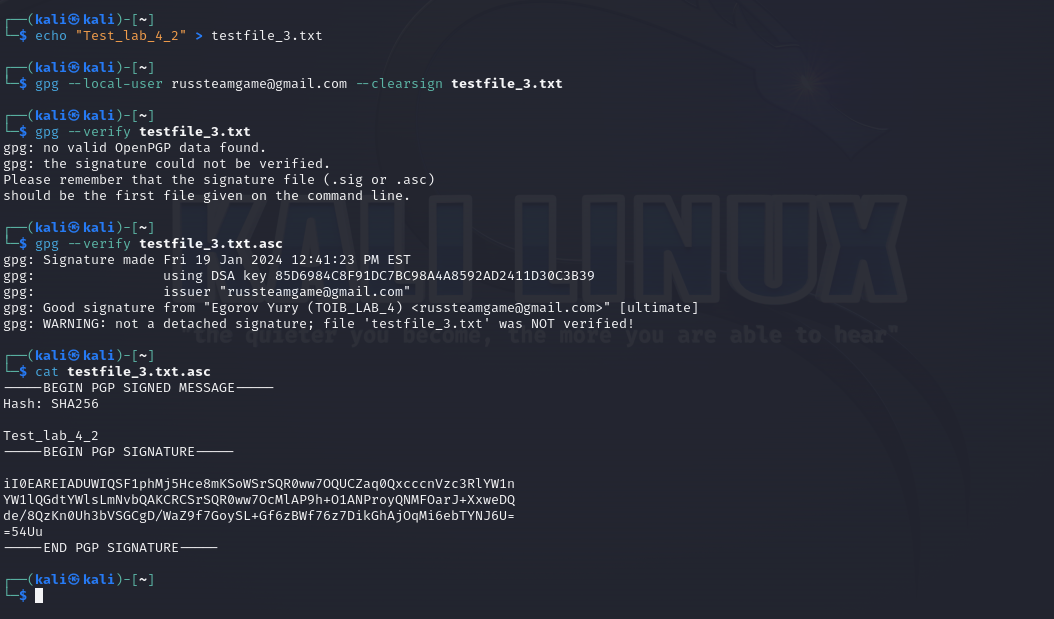 ┌──(kali㉿kali)-[~]
└─$ echo "Test_lab_4_2" > testfile_3.txt

┌──(kali㉿kali)-[~]
└─$ gpg --local-user russteamgame@gmail.com --clearsign testfile_3.txt

┌──(kali㉿kali)-[~]
└─$ gpg --verify testfile_3.txt
gpg: no valid OpenPGP data found.
gpg: the signature could not be verified.
Please remember that the signature file (.sig or .asc)
should be the first file given on the command line.

┌──(kali㉿kali)-[~]
└─$ gpg --verify testfile_3.txt.asc
gpg: Signature made Fri 19 Jan 2024 12:41:23 PM EST
gpg:                using DSA key 85D6984C8F91DC7BC98A4A8592AD2411D30C3B39
gpg:                issuer "russteamgame@gmail.com"
gpg: Good signature from "Egorov Yury (TOIB_LAB_4) <russteamgame@gmail.com>" [ultimate]
gpg: WARNING: not a detached signature; file 'testfile_3.txt' was NOT verified!

┌──(kali㉿kali)-[~]
└─$ cat testfile_3.txt.asc
-----BEGIN PGP SIGNED MESSAGE-----
Hash: SHA256

Test_lab_4_2
-----BEGIN PGP SIGNATURE-----

iI0EAREIADUWIQSF1phMj5Hce8mKSoWSrSQR0ww7OQUCZaq0QxcccnVzc3RlYW1n
YW1lQGdtYWlsLmNvbQAKCRCSrSQR0ww7OcMlAP9h+O1ANProyQNMFOarJ+XxweDQ
de/8QzKn0Uh3bVSGCgD/WaZ9f7GoySL+Gf6zBWf76z7DikGhAjOqMi6ebTYNJ6U=
=54Uu
-----END PGP SIGNATURE-----

┌──(kali㉿kali)-[~]
└─$
KALI LINUX
"the quieter you become, the more you are able to hear"